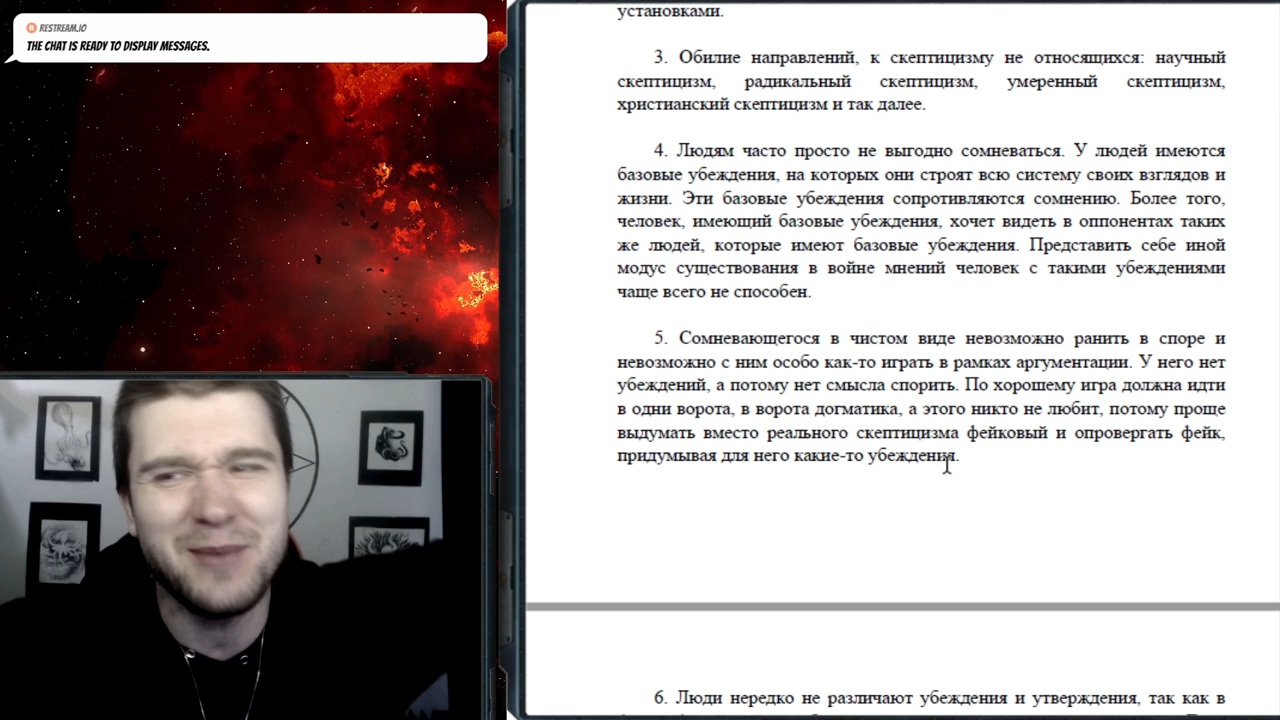 RESTREAM.IO
THE CHAT IS READY TO DISPLAY MESSAGES.
установками.
3. Обилие направлений, к скептицизму не относящихся: научный
скептицизм, радикальный скептицизм, умеренный скептицизм,
христианский скептицизм и так далее.
4. Людям часто просто не выгодно сомневаться. У людей имеются
базовые убеждения, на которых они строят всю систему своих взглядов и
жизни. Эти базовые убеждения сопротивляются сомнению. Более того,
человек, имеющий базовые убеждения, хочет видеть в оппонентах таких
же людей, которые имеют базовые убеждения. Представить себе иной
модус существования в войне мнений человек с такими убеждениями
чаще всего не способен.
5. Сомневающегося в чистом виде невозможно ранить в споре и
невозможно с ним особо как-то играть в рамках аргументации. У него нет
убеждений, а потому нет смысла спорить. По хорошему игра должна идти
в одни ворота, в ворота догматика, а этого никто не любит, потому проще
выдумать вместо реального скептицизма фейковый и опровергать фейк,
придумывая для него какие-то убеждения.
6. Люди нередко не различают убеждения и утверждения, так как в